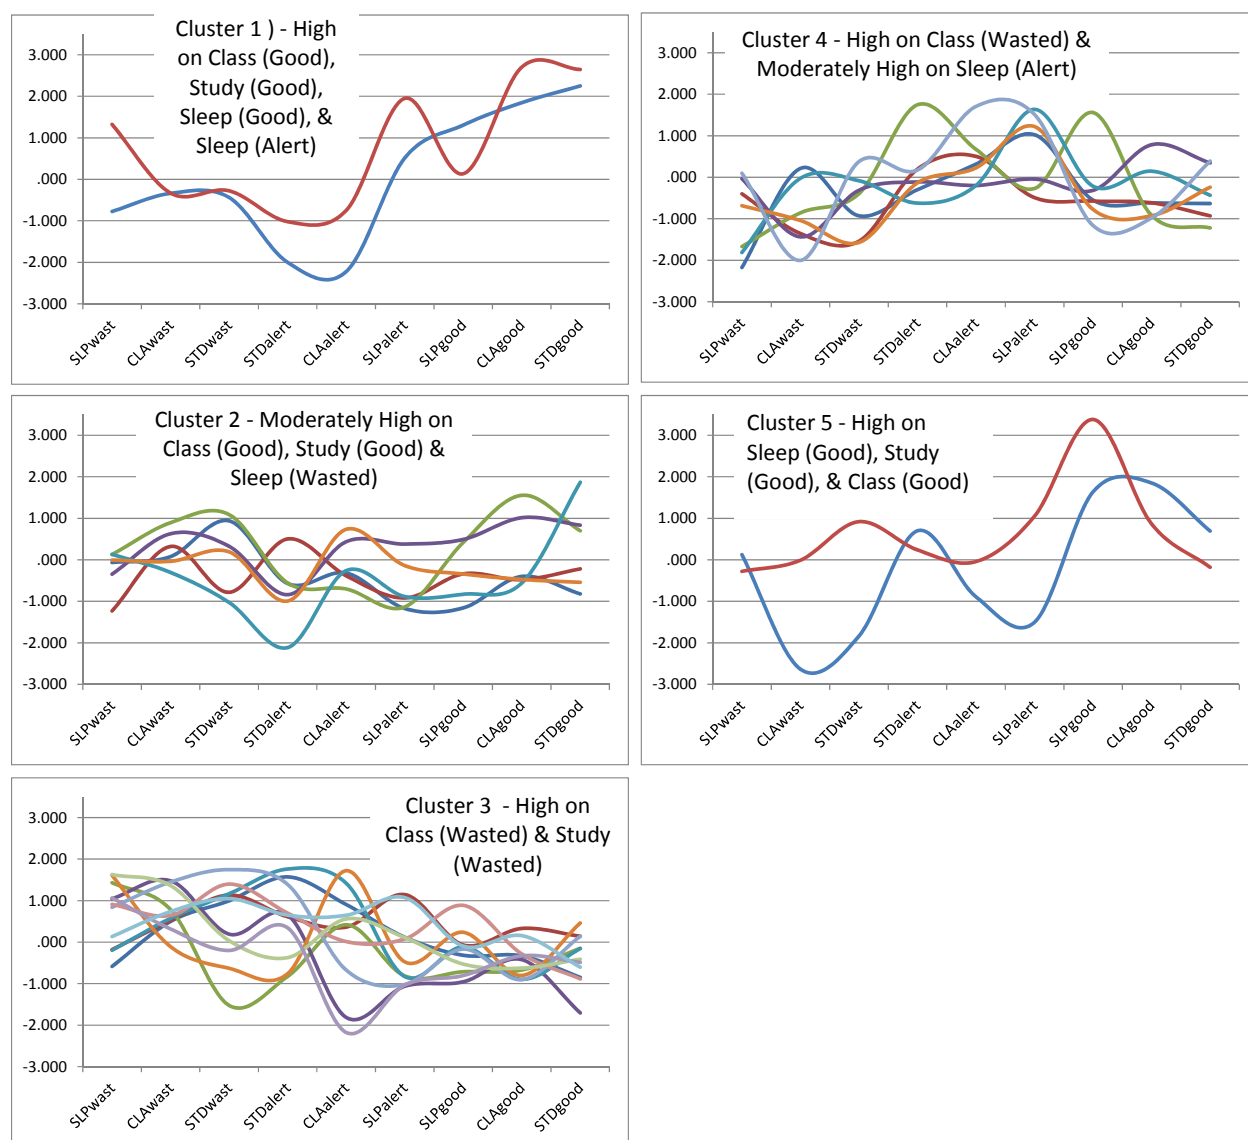 Cluster 1 ) - High
on Class (Good),
Study (Good),
Sleep (Good), &
Sleep (Alert)
3.000
2.000
1.000
.000
-1.000
-2.000
-3.000
SLPwast
CLAwast
STDwast
STDalert
CLAalert
SLPalert
SLPgood
CLAgood
STDgood
Cluster 4 - High on Class (Wasted) &
Moderately High on Sleep (Alert)
3.000
2.000
1.000
.000
-1.000
-2.000
-3.000
SLPwast
CLAwast
STDwast
STDalert
CLAalert
SLPalert
SLPgood
CLAgood
STDgood
Cluster 2 - Moderately High on
Class (Good), Study (Good) &
Sleep (Wasted)
3.000
2.000
1.000
.000
-1.000
-2.000
-3.000
SLPwast
CLAwast
STDwast
STDalert
CLAalert
SLPalert
SLPgood
CLAgood
STDgood
Cluster 5 - High on
Sleep (Good), Study
(Good), & Class (Good)
3.000
2.000
1.000
.000
-1.000
-2.000
-3.000
SLPwast
CLAwast
STDwast
STDalert
CLAalert
SLPalert
SLPgood
CLAgood
STDgood
Cluster 3 - High on
Class (Wasted) & Study
(Wasted)
3.000
2.000
1.000
.000
-1.000
-2.000
-3.000
SLPwast
CLAwast
STDwast
STDalert
CLAalert
SLPalert
SLPgood
CLAgood
STDgood